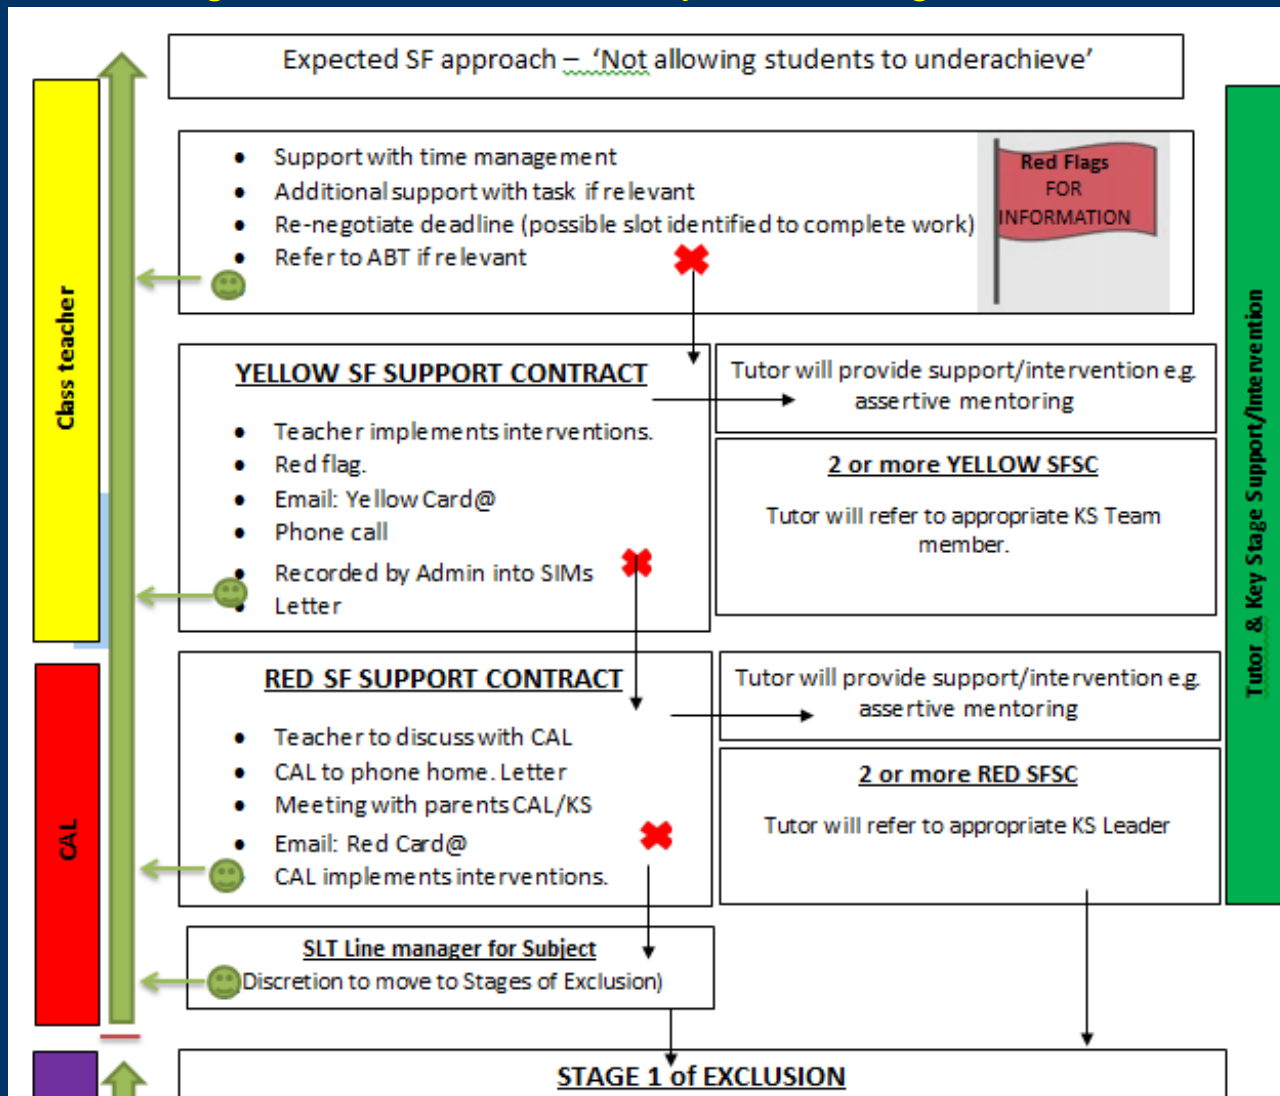 Expected SF approach – ‘Not allowing students to underachieve’
Support with time management
Additional support with task if relevant
Re-negotiate deadline (possible slot identified to complete work)
Refer to ABT if relevant
Red Flags
FOR
INFORMATION
Class teacher
YELLOW SF SUPPORT CONTRACT
Teacher implements interventions.
Red flag.
Email: Yellow Card@
Phone call
Recorded by Admin into SIMs
Letter
Tutor will provide support/intervention e.g.
assertive mentoring
2 or more YELLOW SFSC
Tutor will refer to appropriate KS Team
member.
Tutor & Key Stage Support/Intervention
CAL
RED SF SUPPORT CONTRACT
Teacher to discuss with CAL
CAL to phone home. Letter
Meeting with parents CAL/KS
Email: Red Card@
CAL implements interventions.
Tutor will provide support/intervention e.g.
assertive mentoring
2 or more RED SFSC
Tutor will refer to appropriate KS Leader
SLT Line manager for Subject
Discretion to move to Stages of Exclusion)
STAGE 1 of EXCLUSION